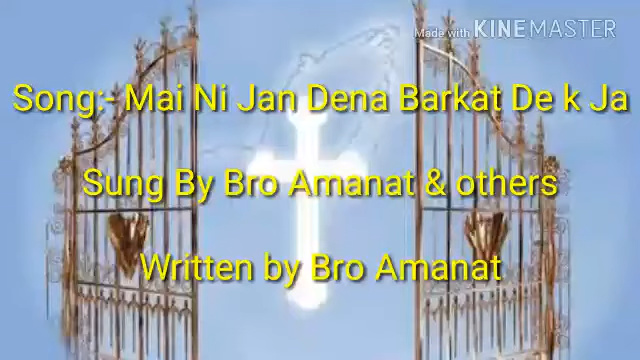 Made with KINEMASTER
Song:- Mai Ni Jan Dena Barkat De k Ja
Sung By Bro Amanat & others
Written by Bro Amanat